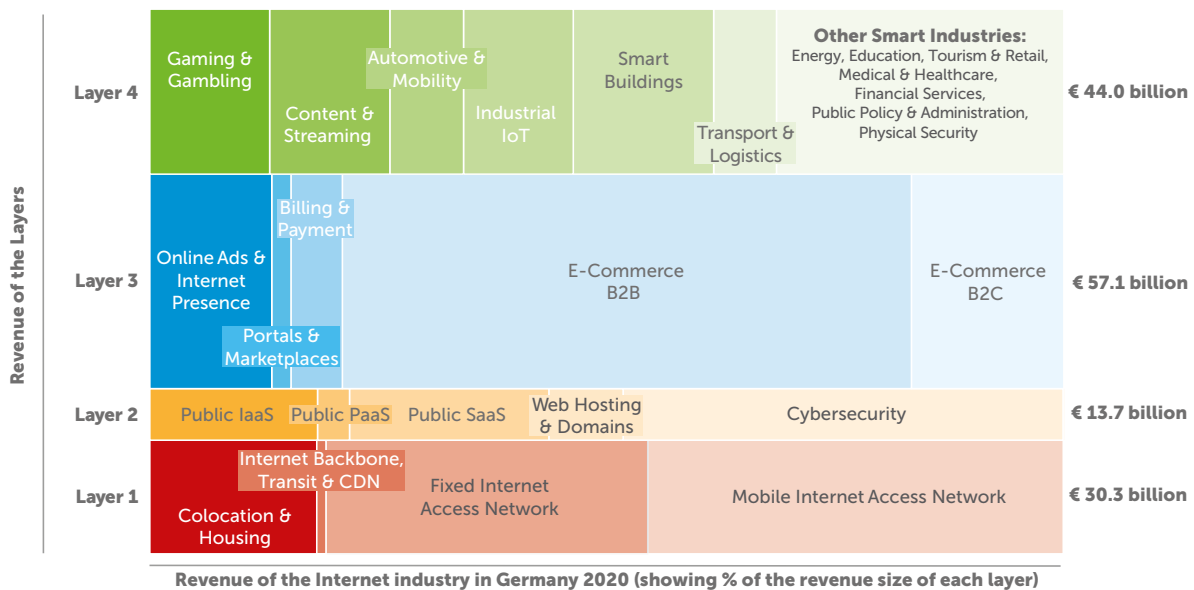 Revenue of the Layers
Layer 4
Gaming &
Gambling
Content &
Streaming
Automotive &
Mobility
Industrial
IoT
Smart
Buildings
Transport &
Logistics
Other Smart Industries:
Energy, Education, Tourism & Retail,
Medical & Healthcare,
Financial Services,
Public Policy & Administration,
Physical Security
€ 44.0 billion
Layer 3
Online Ads &
Internet
Presence
Portals &
Marketplaces
Billing &
Payment
E-Commerce
B2B
E-Commerce
B2C
€ 57.1 billion
Layer 2
Public IaaS
Public PaaS
Public SaaS
Web Hosting
& Domains
Cybersecurity
€ 13.7 billion
Layer 1
Colocation &
Housing
Internet Backbone,
Transit & CDN
Fixed Internet
Access Network
Mobile Internet Access Network
€ 30.3 billion
Revenue of the Internet industry in Germany 2020 (showing % of the revenue size of each layer)